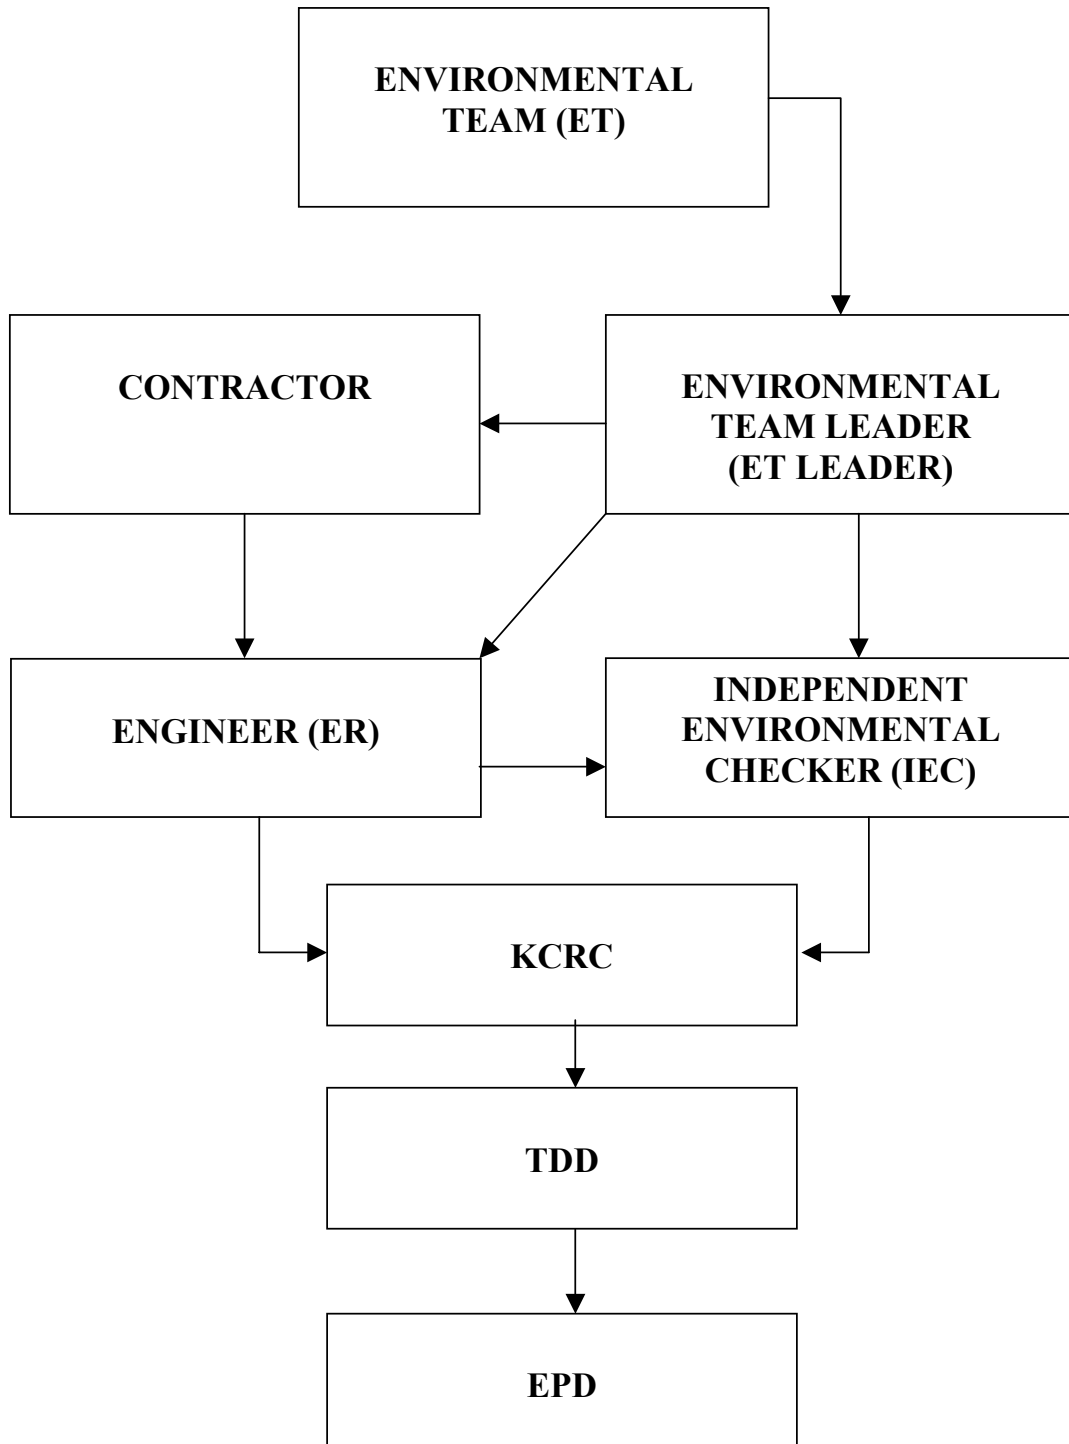 ENVIRONMENTAL
TEAM (ET)
CONTRACTOR
ENVIRONMENTAL
TEAM LEADER
(ET LEADER)
ENGINEER (ER)
INDEPENDENT
ENVIRONMENTAL
CHECKER (IEC)
KCRC
TDD
EPD